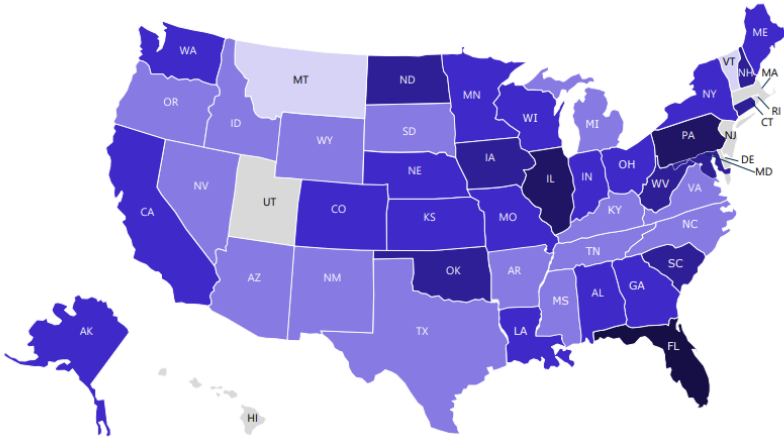 ME
WA
VT
NH
MA
MT
ND
MN
NY
OR
WI
RI
ID
SD
MI
CT
WY
PA
NJ
IA
NE
OH
DE
IL
IN
MD
NV
UT
WV
VA
CO
CA
KS
MO
KY
NC
TN
OK
SC
AZ
NM
AR
AL
GA
MS
TX
LA
AK
FL
HI